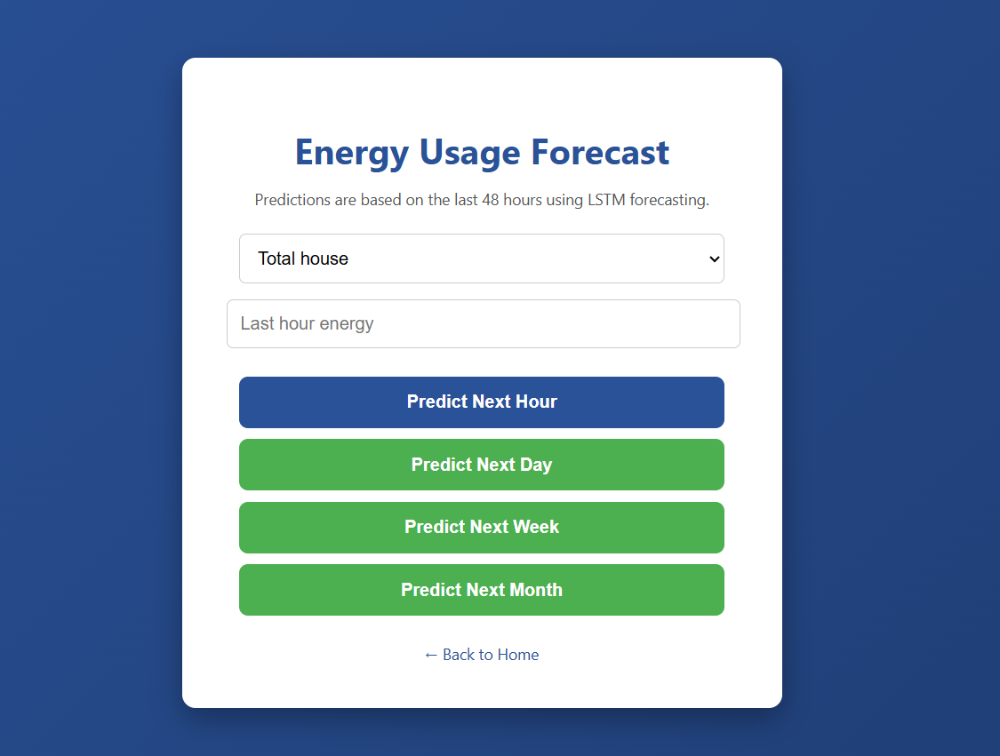 Energy Usage Forecast
Predictions are based on the last 48 hours using LSTM forecasting.
Total house
Last hour energy
Predict Next Hour
Predict Next Day
Predict Next Week
Predict Next Month
← Back to Home